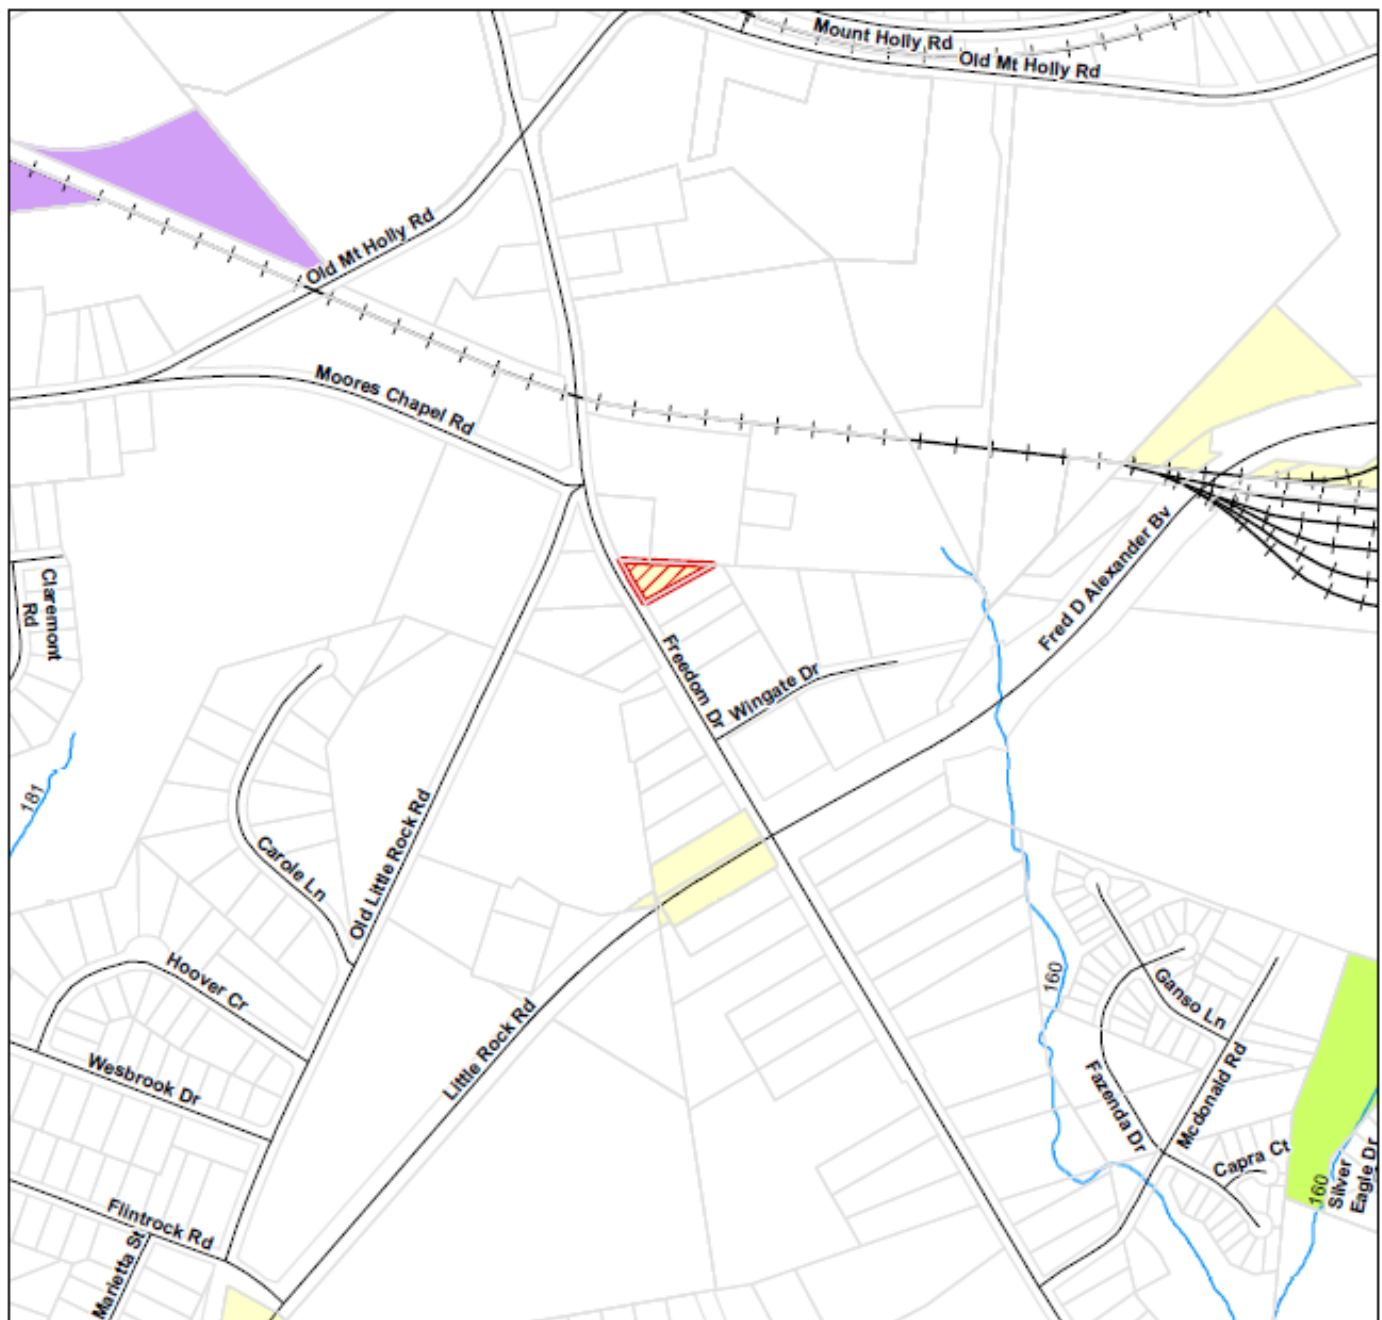 Mount Holly Rd
Old Mt Holly Rd
Old Mt Holly Rd
Moores Chapel Rd
Fred D Alexander Bv
Claremont
Rd
Freedom Dr
Wingate Dr
181
Old Little Rock Rd
Carole Ln
Hoover Cr
160
Ganso Ln
Little Rock Rd
Wesbrook Dr
Fazenda Dr
Mcdonald Rd
Capra Ct
160
Silver
Eagle Dr
Flintrock Rd
Marietta St